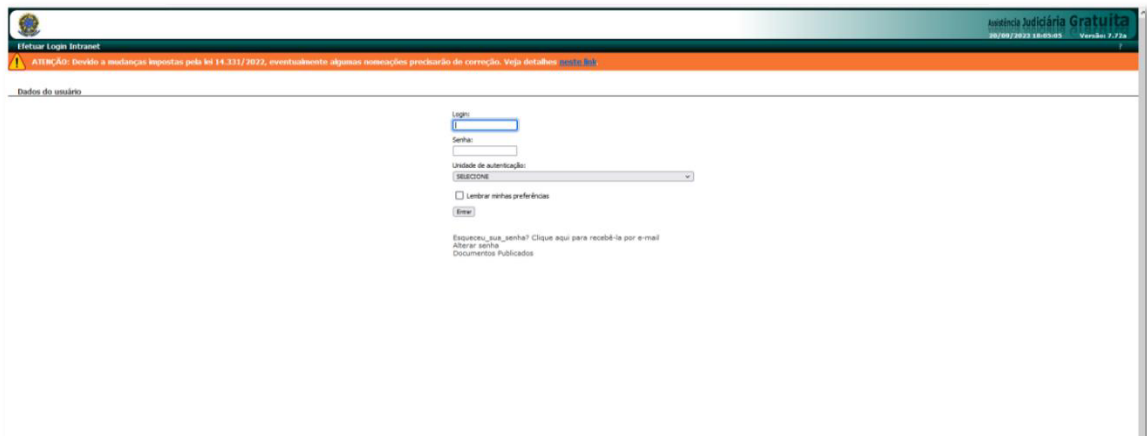 Assistência Judiciária Gratuita
Versão: 7.72a
Efetuar Login Intranet
ATENÇÃO: Devido a mudanças impostas pela lei 14.331/2022, eventualmente algumas nomeações precisarão de correção. Veja detalhes neste link
Dados do usuário
Login:
Senha:
Unidade de autenticação:
SELECIONE
Lembrar minhas preferências
Entrar
Esqueceu_sua_senha? Clique aqui para recebê-la por e-mail
Alterar senha
Documentos Publicados